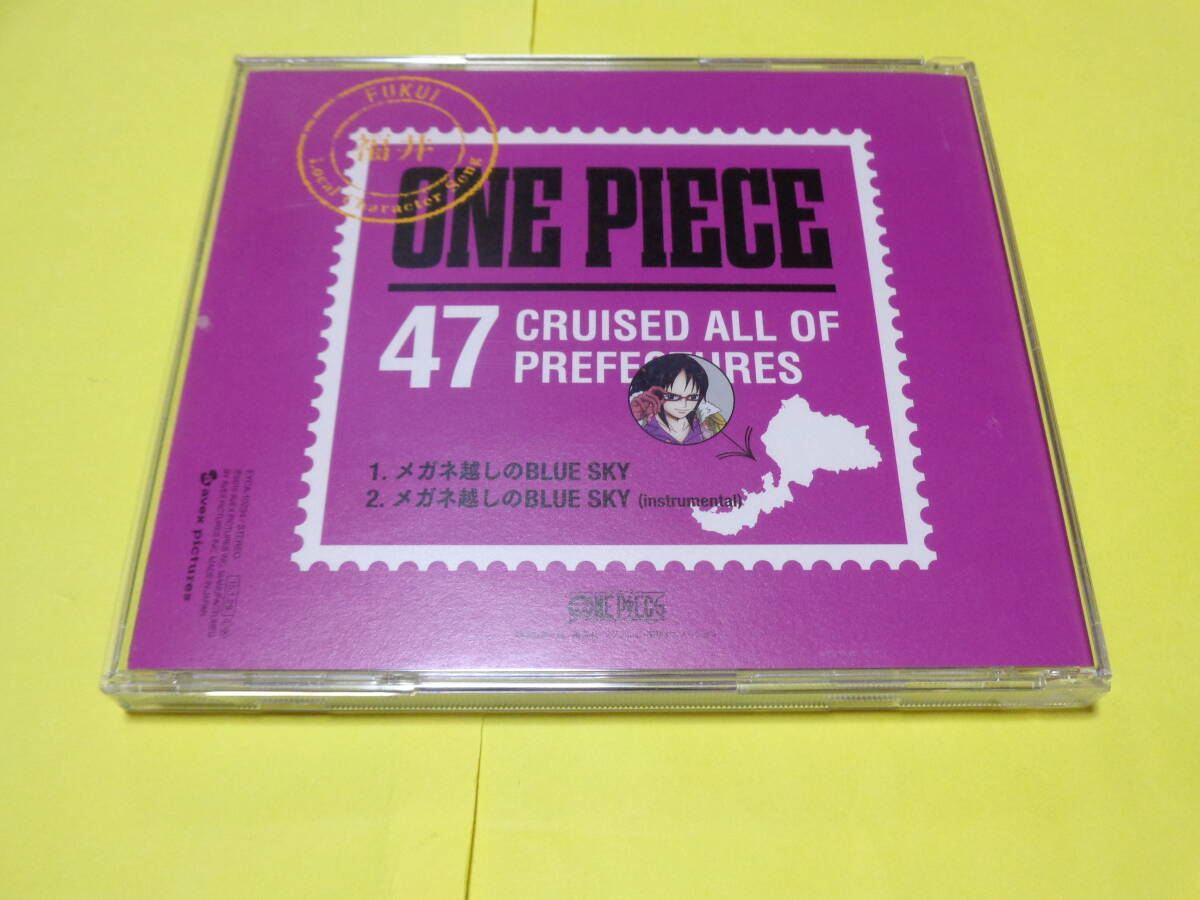 FUKUI
福井
Local Character Song
ONE PIECE
47 CRUISED ALL OF
PREFECTURES
1. メガネ越しのBLUE SKY
2. メガネ越しのBLUE SKY (instrumental)
ONE PIECE
avex pictures